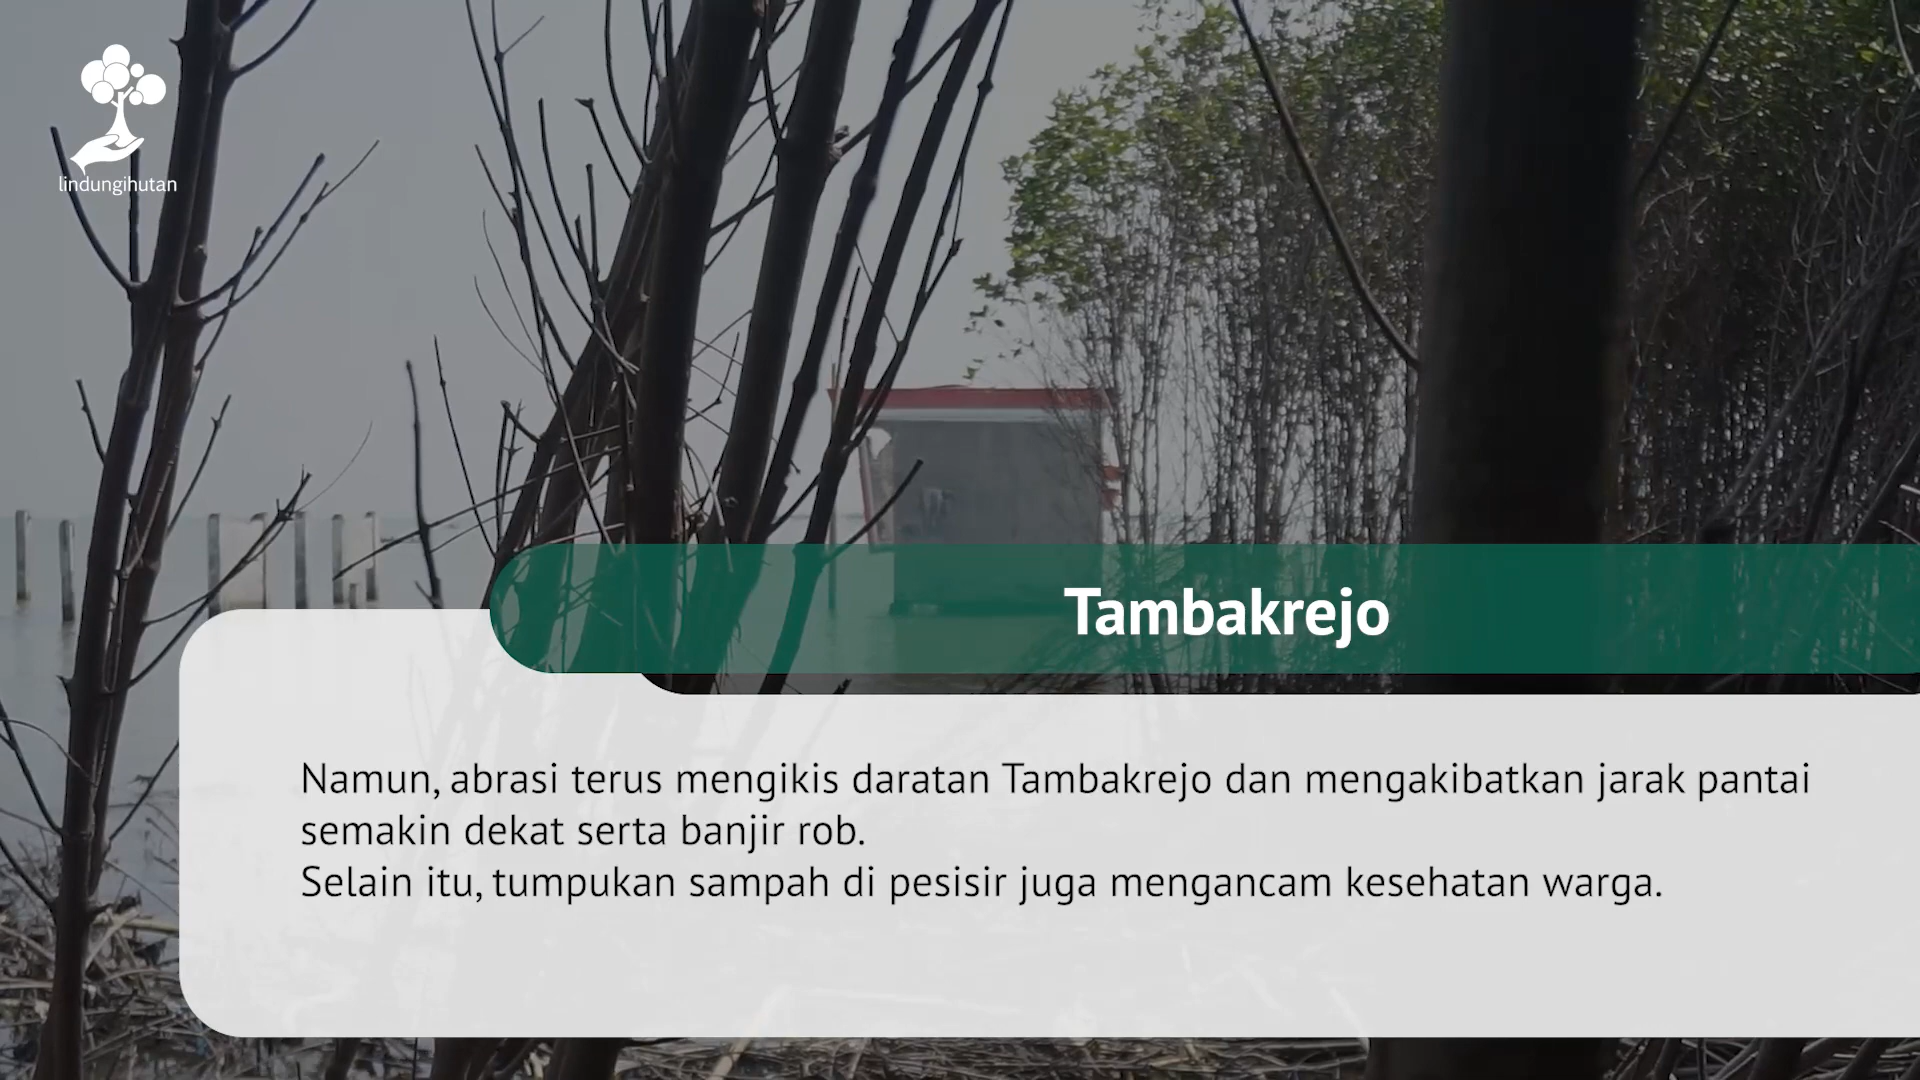 lindungihutan
Tambakrejo
Namun, abrasi terus mengikis daratan Tambakrejo dan mengakibatkan jarak pantai
semakin dekat serta banjir rob.
Selain itu, tumpukan sampah di pesisir juga mengancam kesehatan warga.